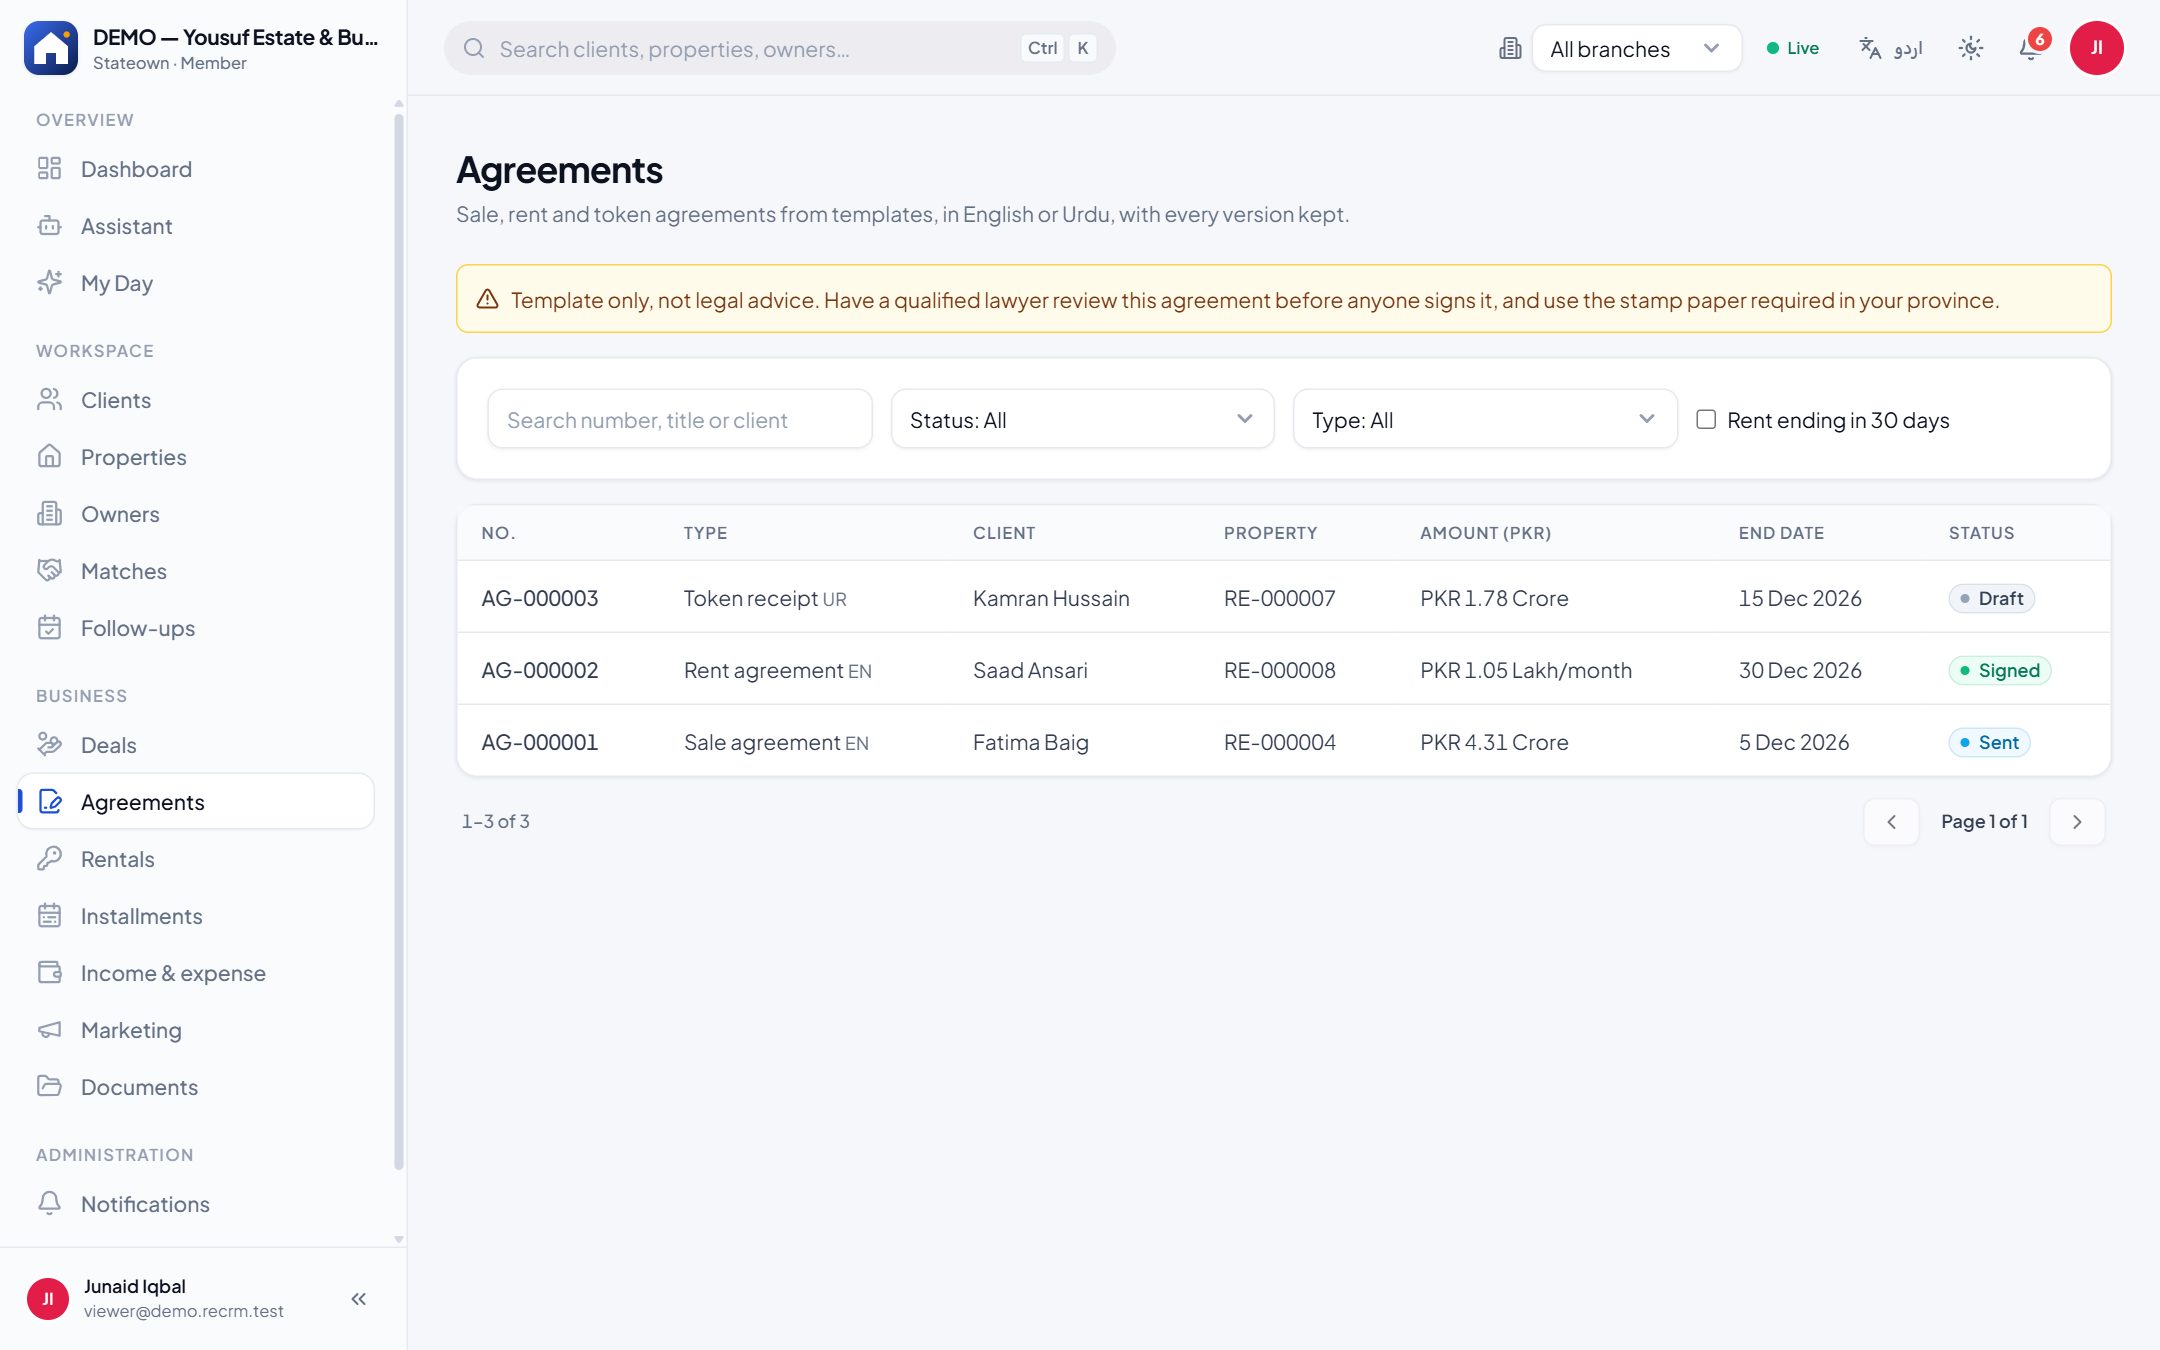 DEMO — Yousuf Estate & Bu...
Stateown · Member
OVERVIEW
Dashboard
Assistant
My Day
WORKSPACE
Clients
Properties
Owners
Matches
Follow-ups
BUSINESS
Deals
Agreements
Rentals
Installments
Income & expense
Marketing
Documents
ADMINISTRATION
Notifications
JI
Junaid Iqbal
viewer@demo.recrm.test
Search clients, properties, owners... Ctrl K
All branches
Live
اردو
6
JI
Agreements
Sale, rent and token agreements from templates, in English or Urdu, with every version kept.
Template only, not legal advice. Have a qualified lawyer review this agreement before anyone signs it, and use the stamp paper required in your province.
Search number, title or client
Status: All
Type: All
Rent ending in 30 days
NO. TYPE CLIENT PROPERTY AMOUNT (PKR) END DATE STATUS
AG-000003 Token receipt UR Kamran Hussain RE-000007 PKR 1.78 Crore 15 Dec 2026 Draft
AG-000002 Rent agreement EN Saad Ansari RE-000008 PKR 1.05 Lakh/month 30 Dec 2026 Signed
AG-000001 Sale agreement EN Fatima Baig RE-000004 PKR 4.31 Crore 5 Dec 2026 Sent
1–3 of 3
Page 1 of 1